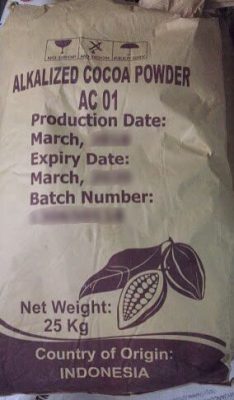 ALKALIZED COCOA POWDER
AC 01
Production Date:
March,
Expiry Date:
March,
Batch Number:
Net Weight:
25 Kg
Country of Origin:
INDONESIA